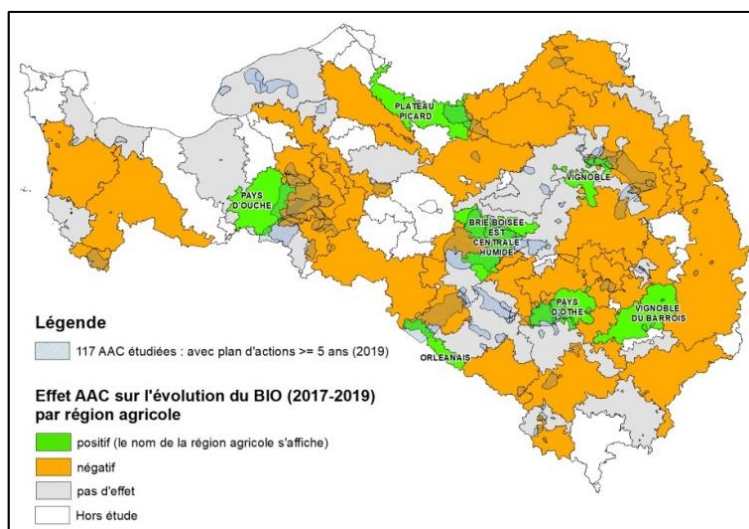 PLATEAU
PICARD
VIGNOBLE
PAYS
D'OUCHE
BRIE BOISEE
EST
CENTRALE
HUMIDE
PAYS
D'OTHE
VIGNOBLE
DU BARROIS
ORLEANAIS
Légende
117 AAC étudiées : avec plan d'actions >= 5 ans (2019)
Effet AAC sur l'évolution du BIO (2017-2019)
par région agricole
positif (le nom de la région agricole s'affiche)
négatif
pas d'effet
Hors étude